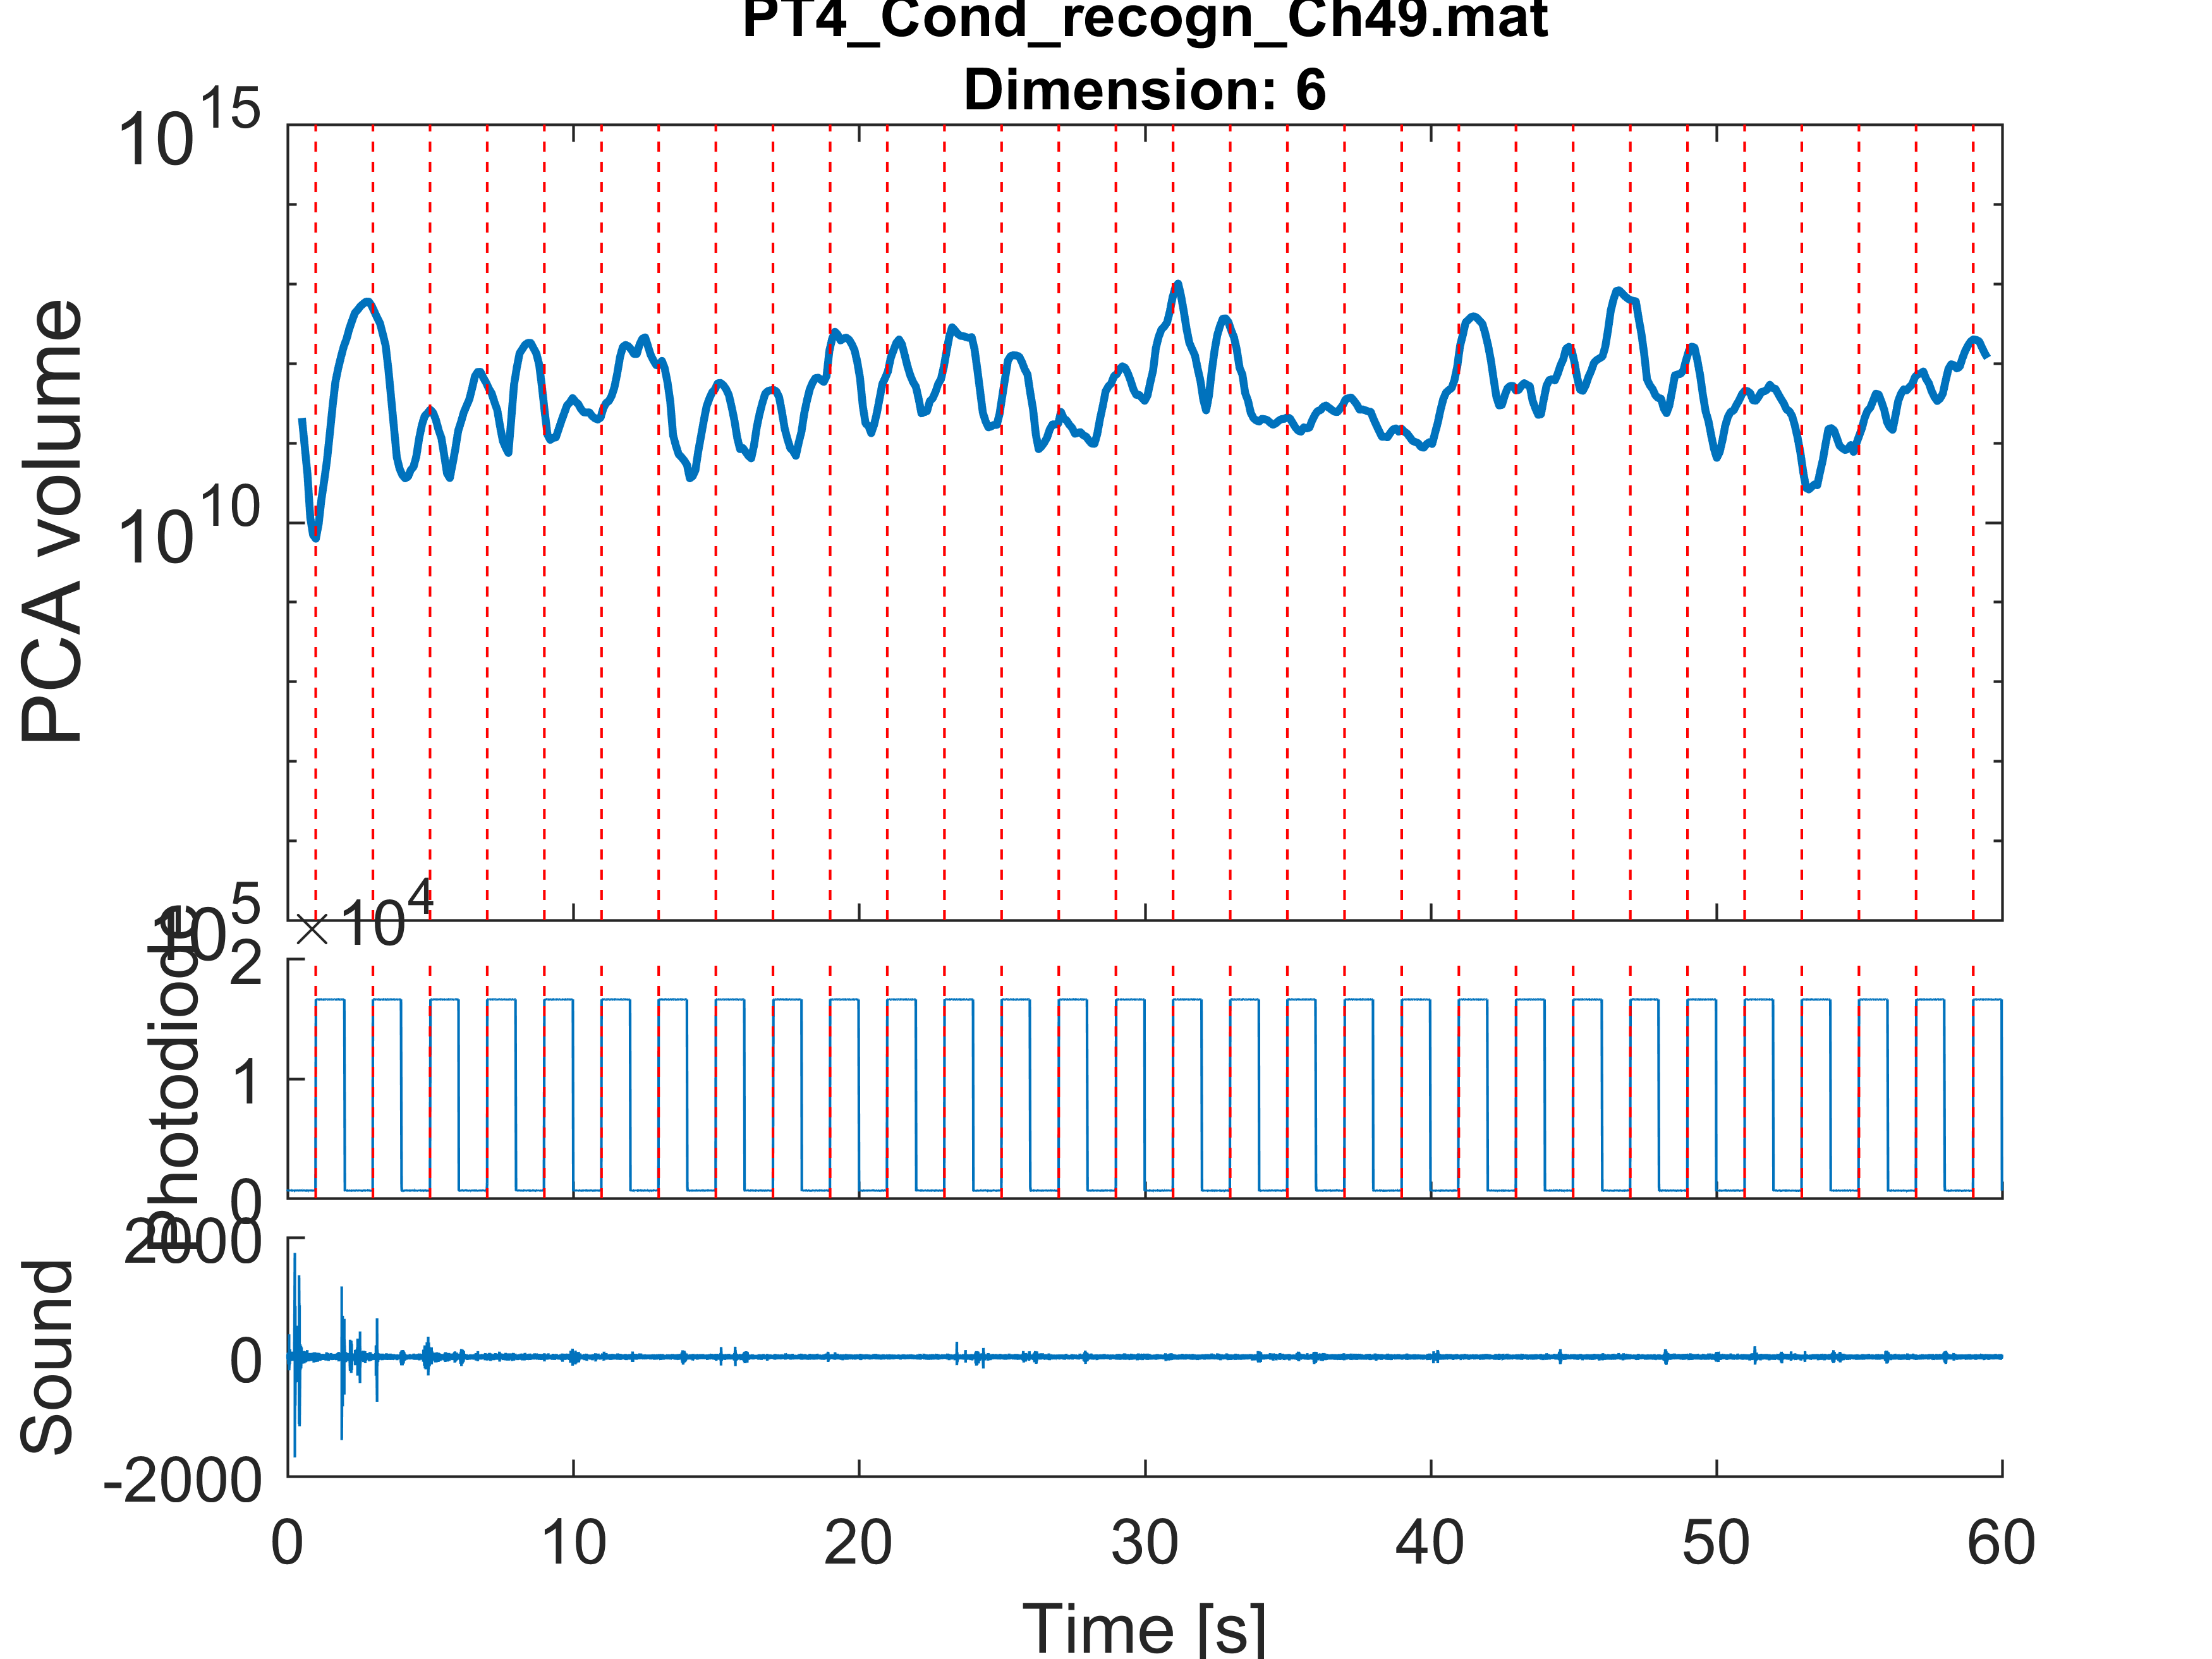 PT4_Cond_recogn_Ch49.mat
Dimension: 6
10^15
10^10
10^5
PCA volume
×10^4
2
1
0
Photodiode
2000
0
-2000
Sound
0 10 20 30 40 50 60
Time [s]